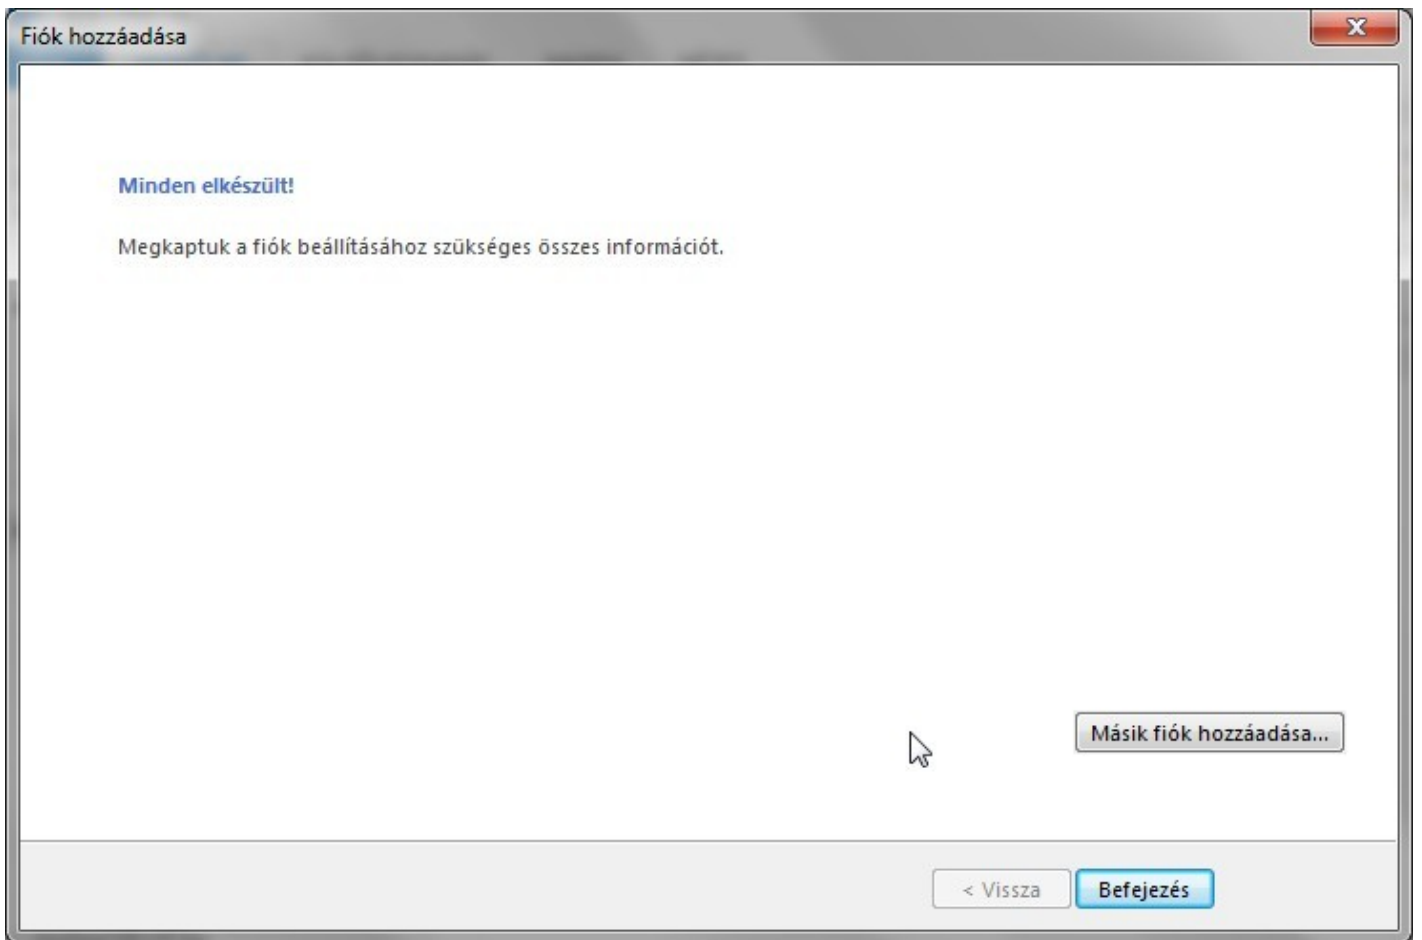 Fiók hozzáadása
Minden elkészült!
Megkaptuk a fiók beállításához szükséges összes információt.
Másik fiók hozzáadása...
< Vissza
Befejezés